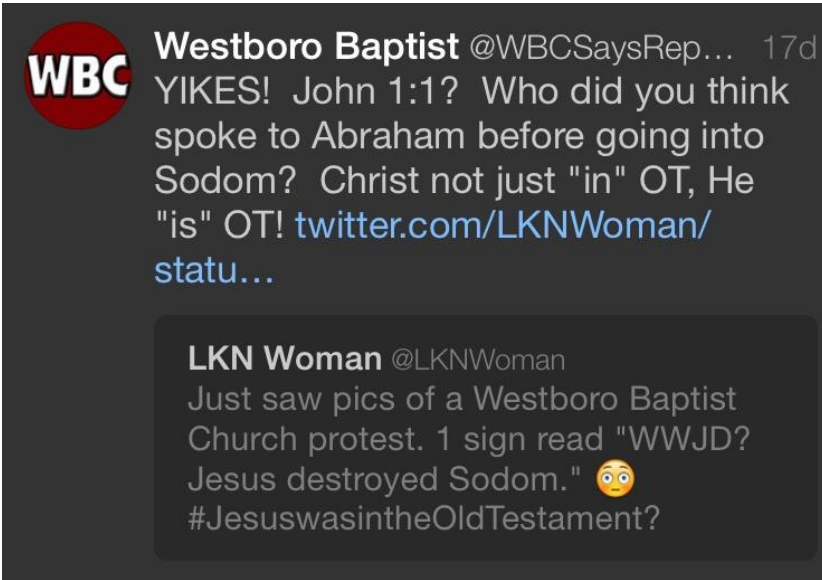 WBC
Westboro Baptist @WBCSaysRep... 17d
YIKES!  John 1:1?  Who did you think
spoke to Abraham before going into
Sodom?  Christ not just "in" OT, He
"is" OT! twitter.com/LKNWoman/
statu...
LKN Woman @LKNWoman
Just saw pics of a Westboro Baptist
Church protest. 1 sign read "WWJD?
Jesus destroyed Sodom." 😳
#JesuswasintheOldTestament?